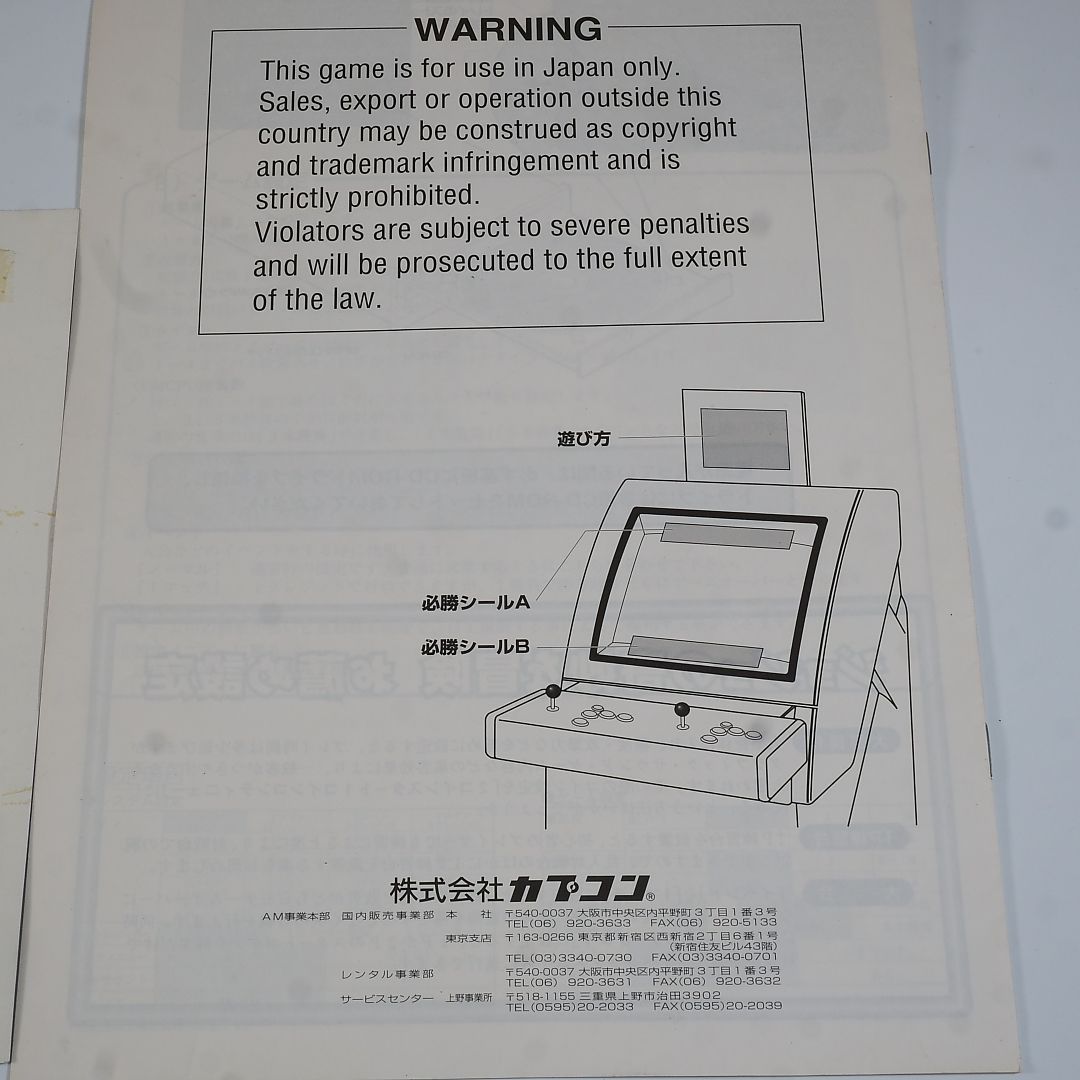 WARNING
This game is for use in Japan only.
Sales, export or operation outside this
country may be construed as copyright
and trademark infringement and is
strictly prohibited.
Violators are subject to severe penalties
and will be prosecuted to the full extent
of the law.
遊び方
必勝シールA
必勝シールB
株式会社カプコン®
AM事業本部 国内販売事業部 本 社 〒540-0037 大阪市中央区内平野町3丁目1番3号
TEL(06) 920-3633 FAX(06) 920-5133
東京支店 〒163-0266 東京都新宿区西新宿2丁目6番1号
(新宿住友ビル43階)
TEL(03)3340-0730 FAX(03)3340-0701
レンタル事業部 〒540-0037 大阪市中央区内平野町3丁目1番3号
TEL(06) 920-3631 FAX(06) 920-3632
サービスセンター 上野事業所 〒518-1155 三重県上野市治田3902
TEL(0595)20-2033 FAX(0595)20-2039